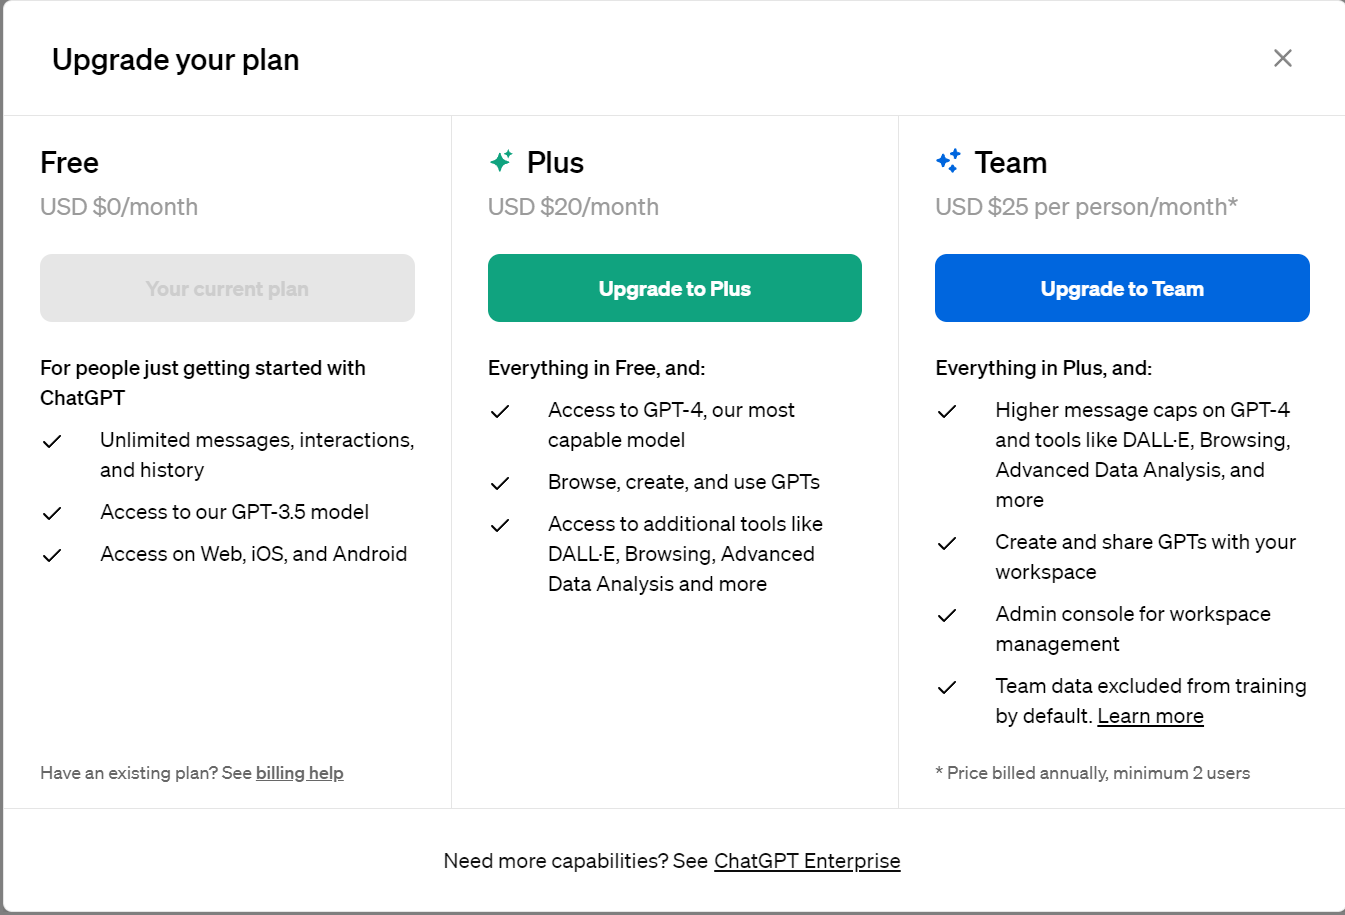 Upgrade your plan
Free
USD $0/month
Your current plan
For people just getting started with
ChatGPT
Unlimited messages, interactions,
and history
Access to our GPT-3.5 model
Access on Web, iOS, and Android
Have an existing plan? See billing help
Plus
USD $20/month
Upgrade to Plus
Everything in Free, and:
Access to GPT-4, our most
capable model
Browse, create, and use GPTs
Access to additional tools like
DALL·E, Browsing, Advanced
Data Analysis and more
Team
USD $25 per person/month*
Upgrade to Team
Everything in Plus, and:
Higher message caps on GPT-4
and tools like DALL·E, Browsing,
Advanced Data Analysis, and
more
Create and share GPTs with your
workspace
Admin console for workspace
management
Team data excluded from training
by default. Learn more
* Price billed annually, minimum 2 users
Need more capabilities? See ChatGPT Enterprise